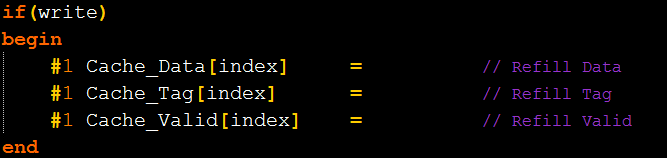 if(write)
begin
#1 Cache_Data[index] = // Refill Data
#1 Cache_Tag[index] = // Refill Tag
#1 Cache_Valid[index] = // Refill Valid
end